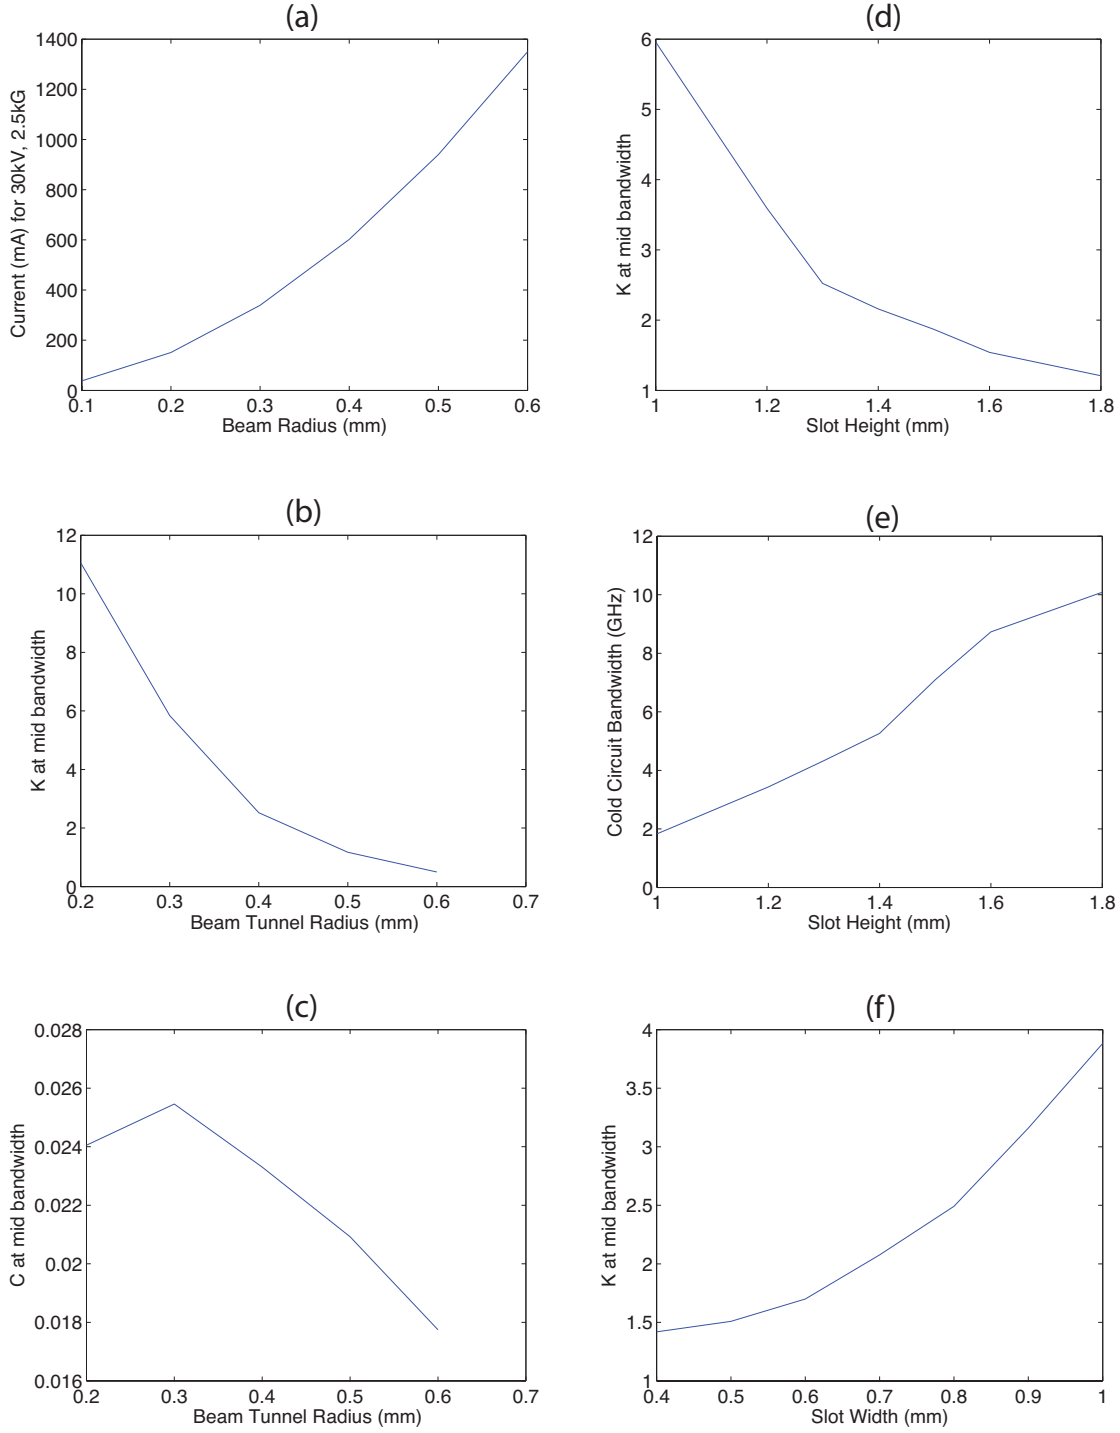 (a)
1400
1200
1000
800
600
400
200
0
0.1 0.2 0.3 0.4 0.5 0.6
Beam Radius (mm)
Current (mA) for 30kV, 2.5kG
(d)
6
5
4
3
2
1
1 1.2 1.4 1.6 1.8
Slot Height (mm)
K at mid bandwidth
(b)
12
10
8
6
4
2
0
0.2 0.3 0.4 0.5 0.6 0.7
Beam Tunnel Radius (mm)
K at mid bandwidth
(e)
12
10
8
6
4
2
0
1 1.2 1.4 1.6 1.8
Slot Height (mm)
Cold Circuit Bandwidth (GHz)
(c)
0.028
0.026
0.024
0.022
0.02
0.018
0.016
0.2 0.3 0.4 0.5 0.6 0.7
Beam Tunnel Radius (mm)
C at mid bandwidth
(f)
4
3.5
3
2.5
2
1.5
1
0.4 0.5 0.6 0.7 0.8 0.9 1
Slot Width (mm)
K at mid bandwidth